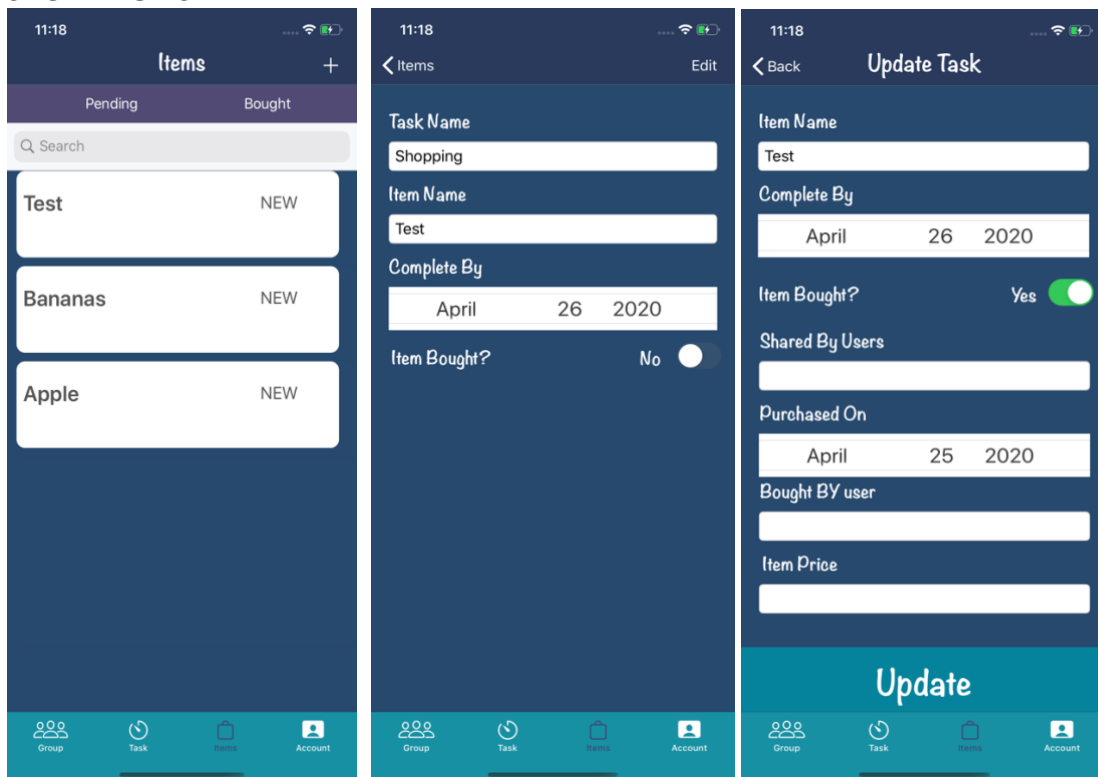 11:18
Items +
Pending Bought
Search
Test NEW
Bananas NEW
Apple NEW
Group Task Items Account
11:18
Items Edit
Task Name
Shopping
Item Name
Test
Complete By
April 26 2020
Item Bought? No
Group Task Items Account
11:18
Back Update Task
Item Name
Test
Complete By
April 26 2020
Item Bought? Yes
Shared By Users
Purchased On
April 25 2020
Bought BY user
Item Price
Update
Group Task Items Account